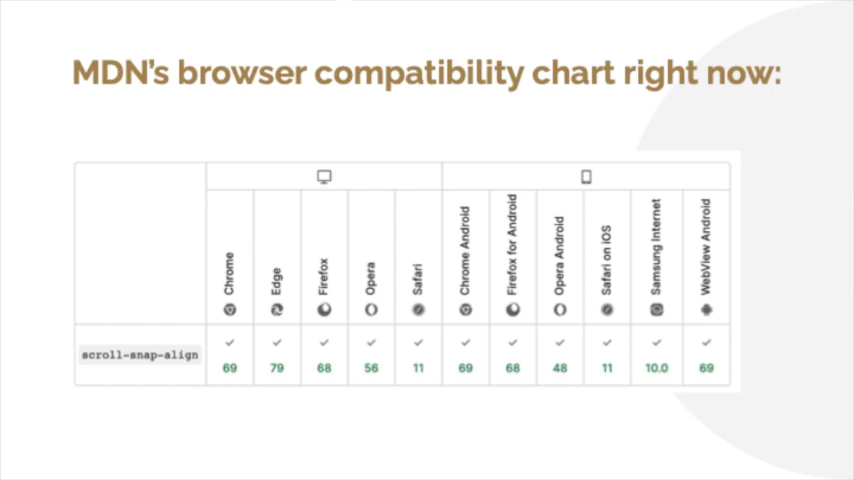 MDN's browser compatibility chart right now:
Chrome
Edge
Firefox
Opera
Safari
Chrome Android
Firefox for Android
Opera Android
Safari on iOS
Samsung Internet
WebView Android
scroll-snap-align
69 79 68 56 11 69 68 48 11 10.0 69